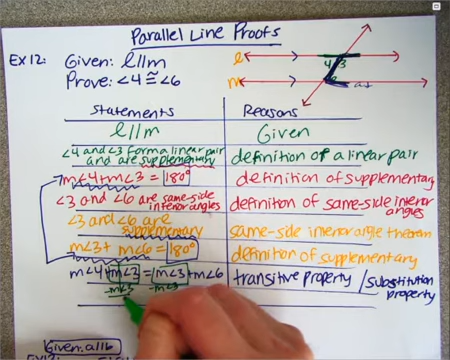 Parallel Line Proofs
Ex 12: Given: l || m
Prove: ∠4 ≅ ∠6
l
4 3
m
Statements Reasons
l || m Given
∠4 and ∠3 form a linear pair and are supplementary definition of a linear pair
m∠4 + m∠3 = 180° definition of supplementary
∠3 and ∠6 are same-side interior angles definition of same-side interior angles
∠3 and ∠6 are supplementary same-side interior angle theorem
m∠3 + m∠6 = 180° definition of supplementary
m∠4 + m∠3 = m∠3 + m∠6 transitive property / substitution property
-m∠3 -m∠3
Given: a || b